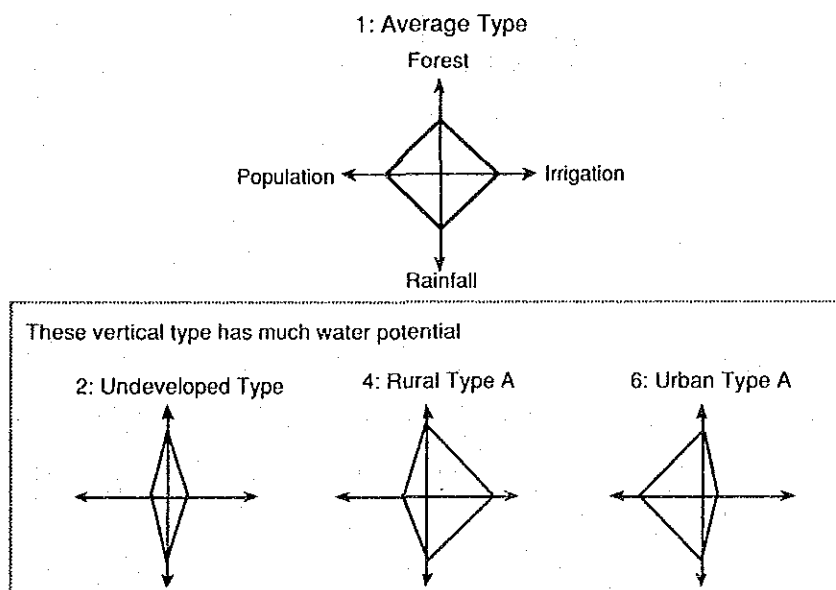 1: Average Type
Forest
Population
Irrigation
Rainfall
These vertical type has much water potential
2: Undeveloped Type
4: Rural Type A
6: Urban Type A